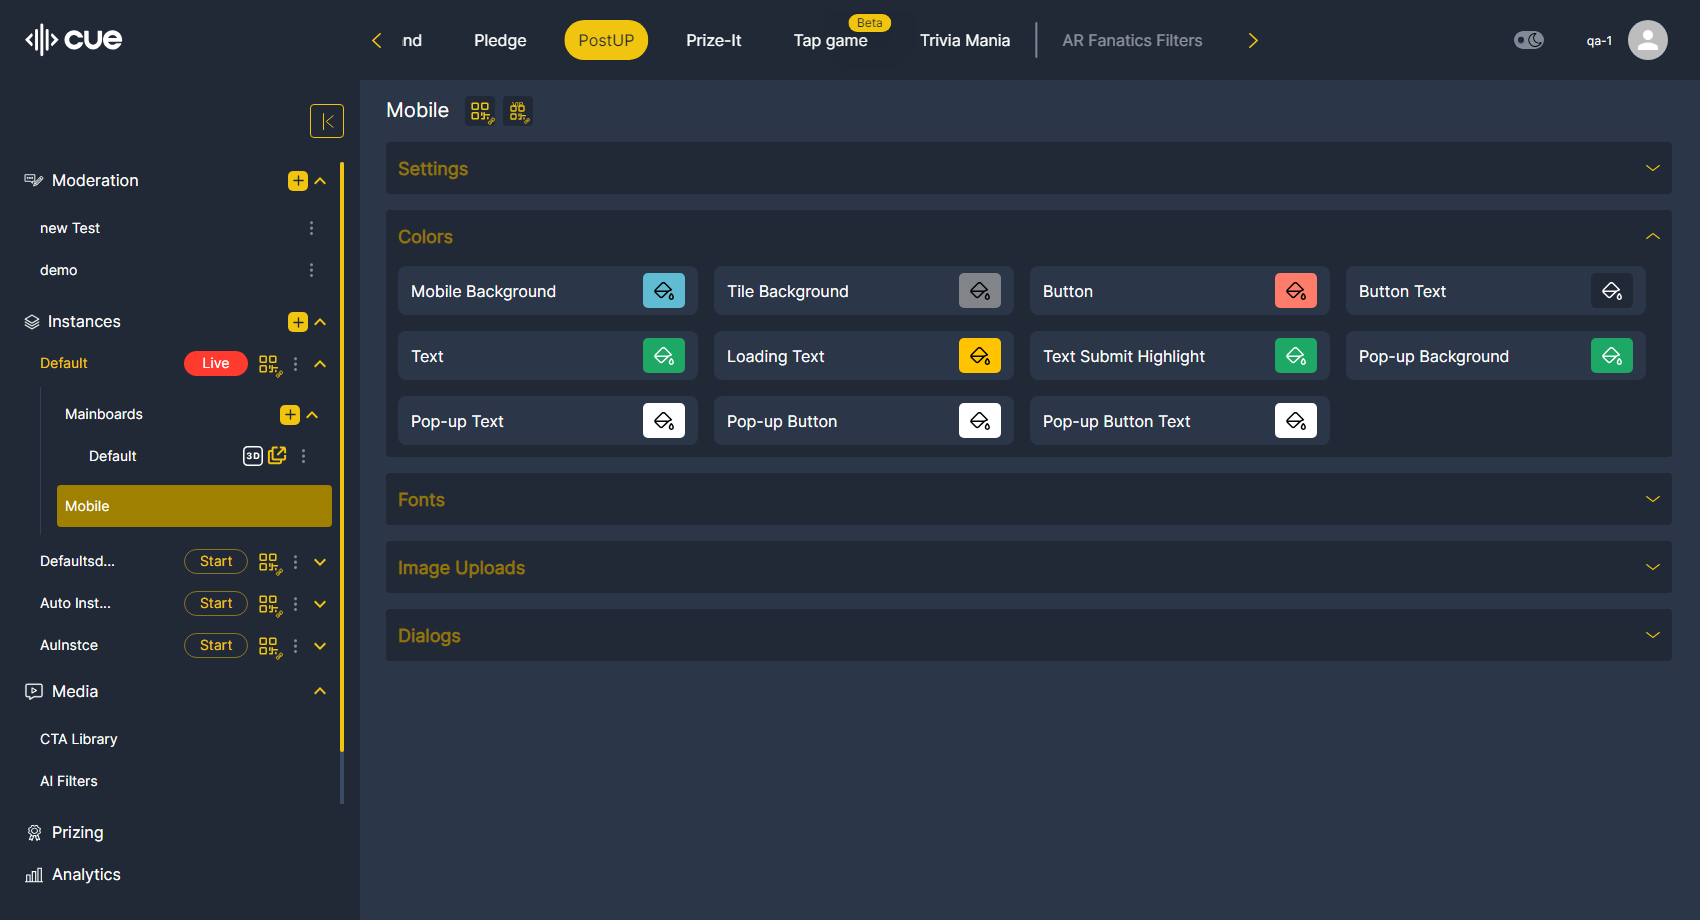 cue
nd
Pledge
PostUP
Prize-It
Beta
Tap game
Trivia Mania
AR Fanatics Filters
qa-1
Moderation
new Test
demo
Instances
Default
Live
Mainboards
Default
3D
Mobile
Defaultsd...
Start
Auto Inst...
Start
AuInstce
Start
Media
CTA Library
AI Filters
Prizing
Analytics
Mobile
Settings
Colors
Mobile Background
Tile Background
Button
Button Text
Text
Loading Text
Text Submit Highlight
Pop-up Background
Pop-up Text
Pop-up Button
Pop-up Button Text
Fonts
Image Uploads
Dialogs